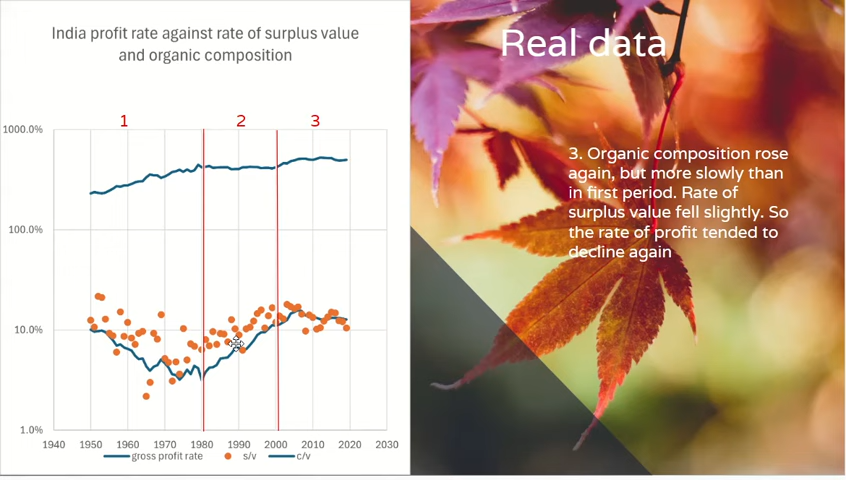 India profit rate against rate of surplus value
and organic composition
Real data
1 2 3
1000.0%
100.0%
10.0%
1.0%
1940 1950 1960 1970 1980 1990 2000 2010 2020 2030
gross profit rate s/v c/v
3. Organic composition rose
again, but more slowly than
in first period. Rate of
surplus value fell slightly. So
the rate of profit tended to
decline again